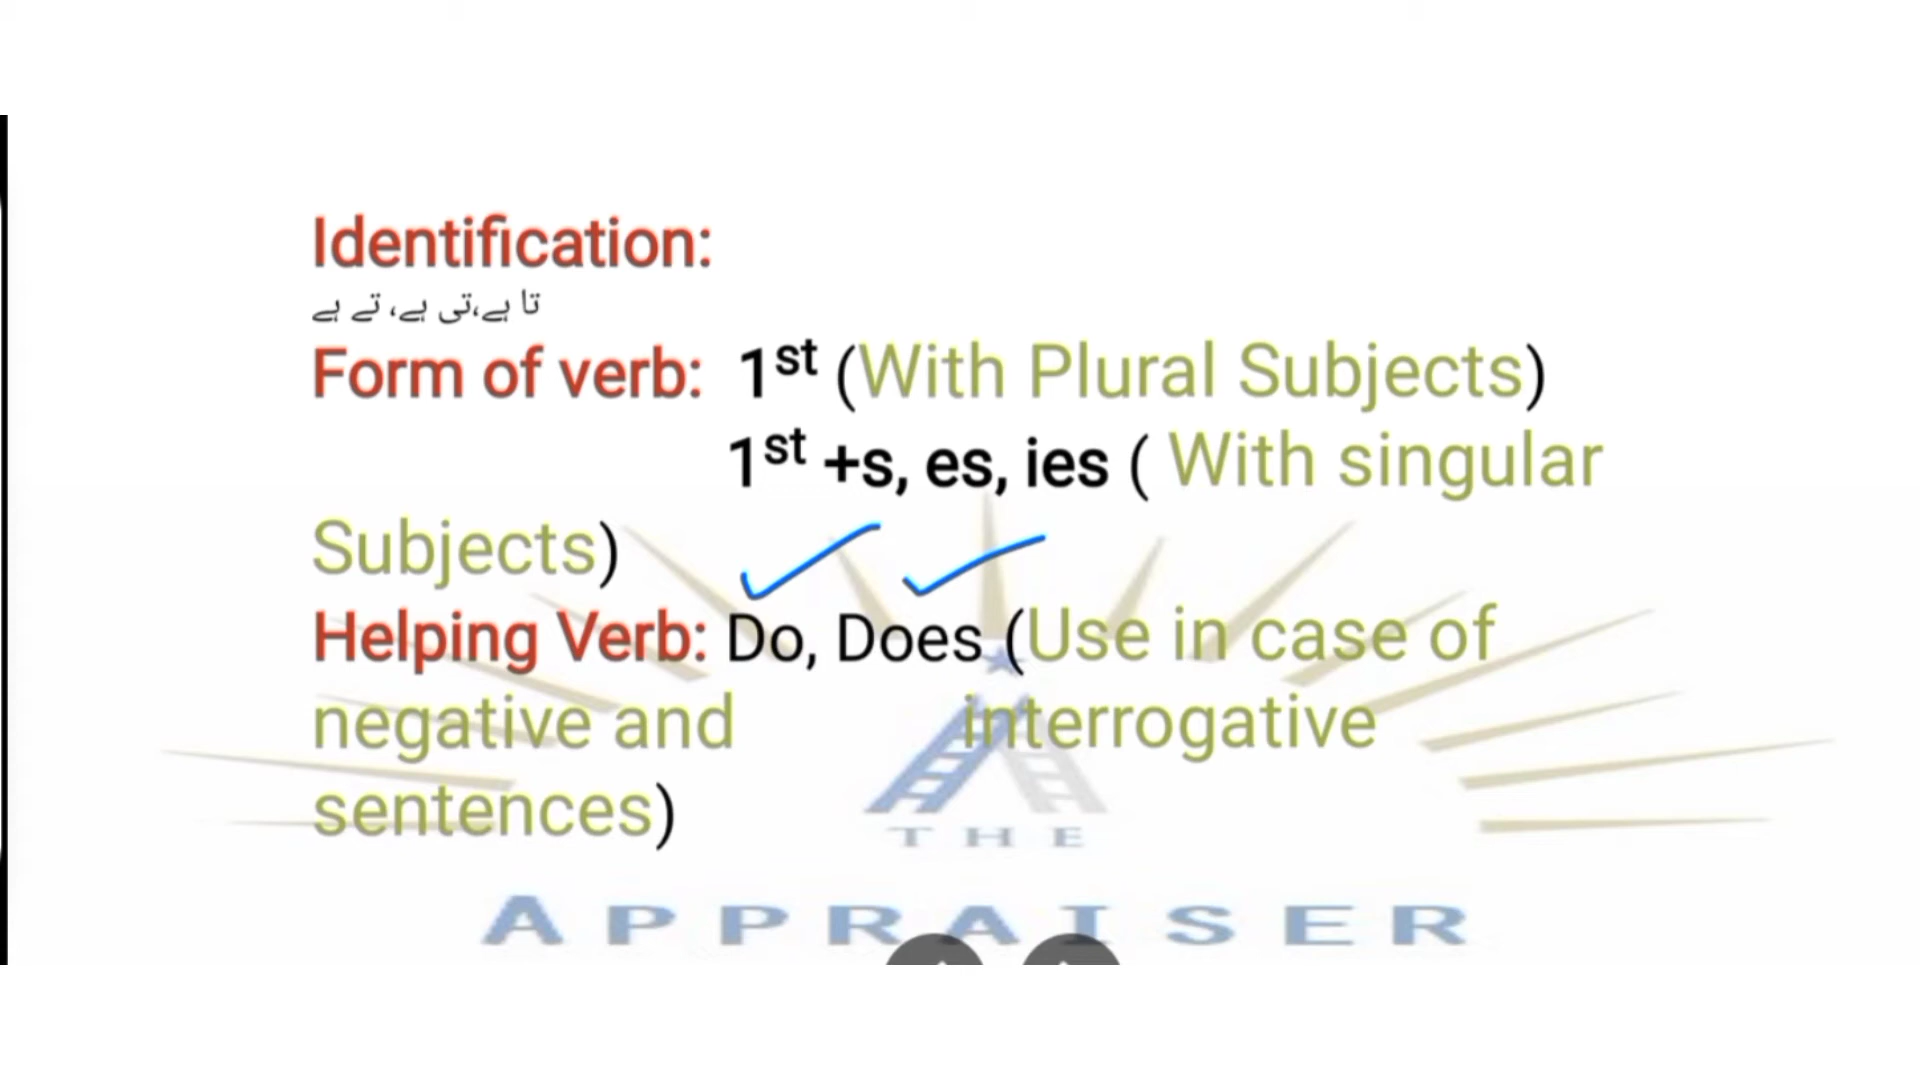 Identification:
تا ہے،تی ہے، تے ہے
Form of verb: 1st (With Plural Subjects)
1st +s, es, ies ( With singular
Subjects)
Helping Verb: Do, Does (Use in case of
negative and interrogative
sentences)
THE
APPRAISER